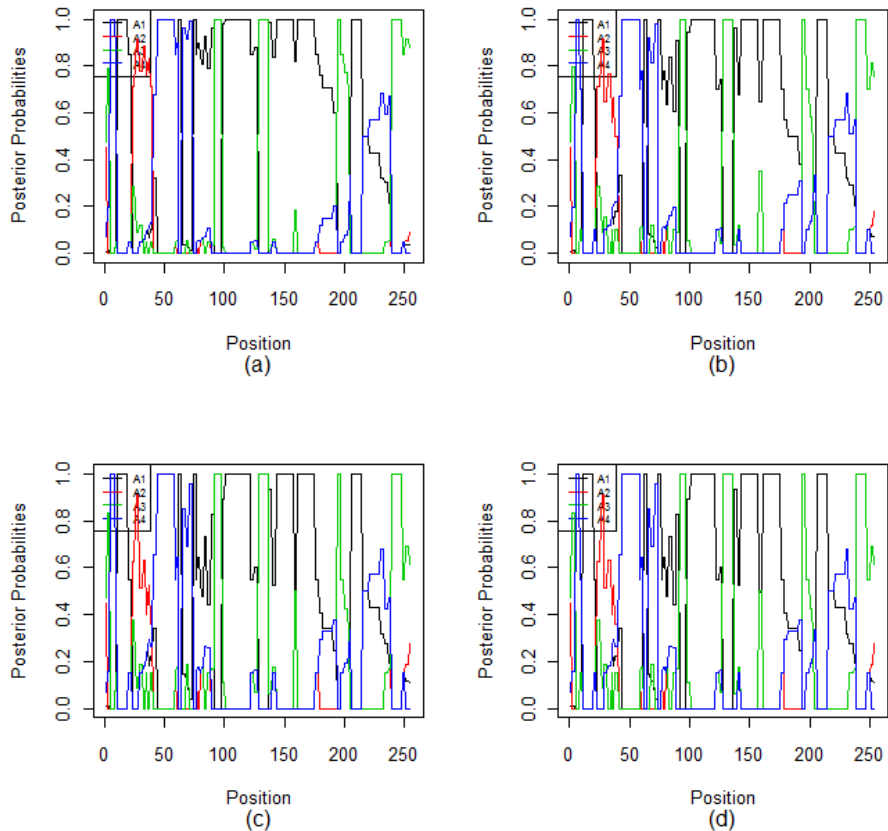 Posterior Probabilities
0.0 0.2 0.4 0.6 0.8 1.0
A1
A2
A3
A4
0 50 100 150 200 250
Position
(a)
Posterior Probabilities
0.0 0.2 0.4 0.6 0.8 1.0
A1
A2
A3
A4
0 50 100 150 200 250
Position
(b)
Posterior Probabilities
0.0 0.2 0.4 0.6 0.8 1.0
A1
A2
A3
A4
0 50 100 150 200 250
Position
(c)
Posterior Probabilities
0.0 0.2 0.4 0.6 0.8 1.0
A1
A2
A3
A4
0 50 100 150 200 250
Position
(d)